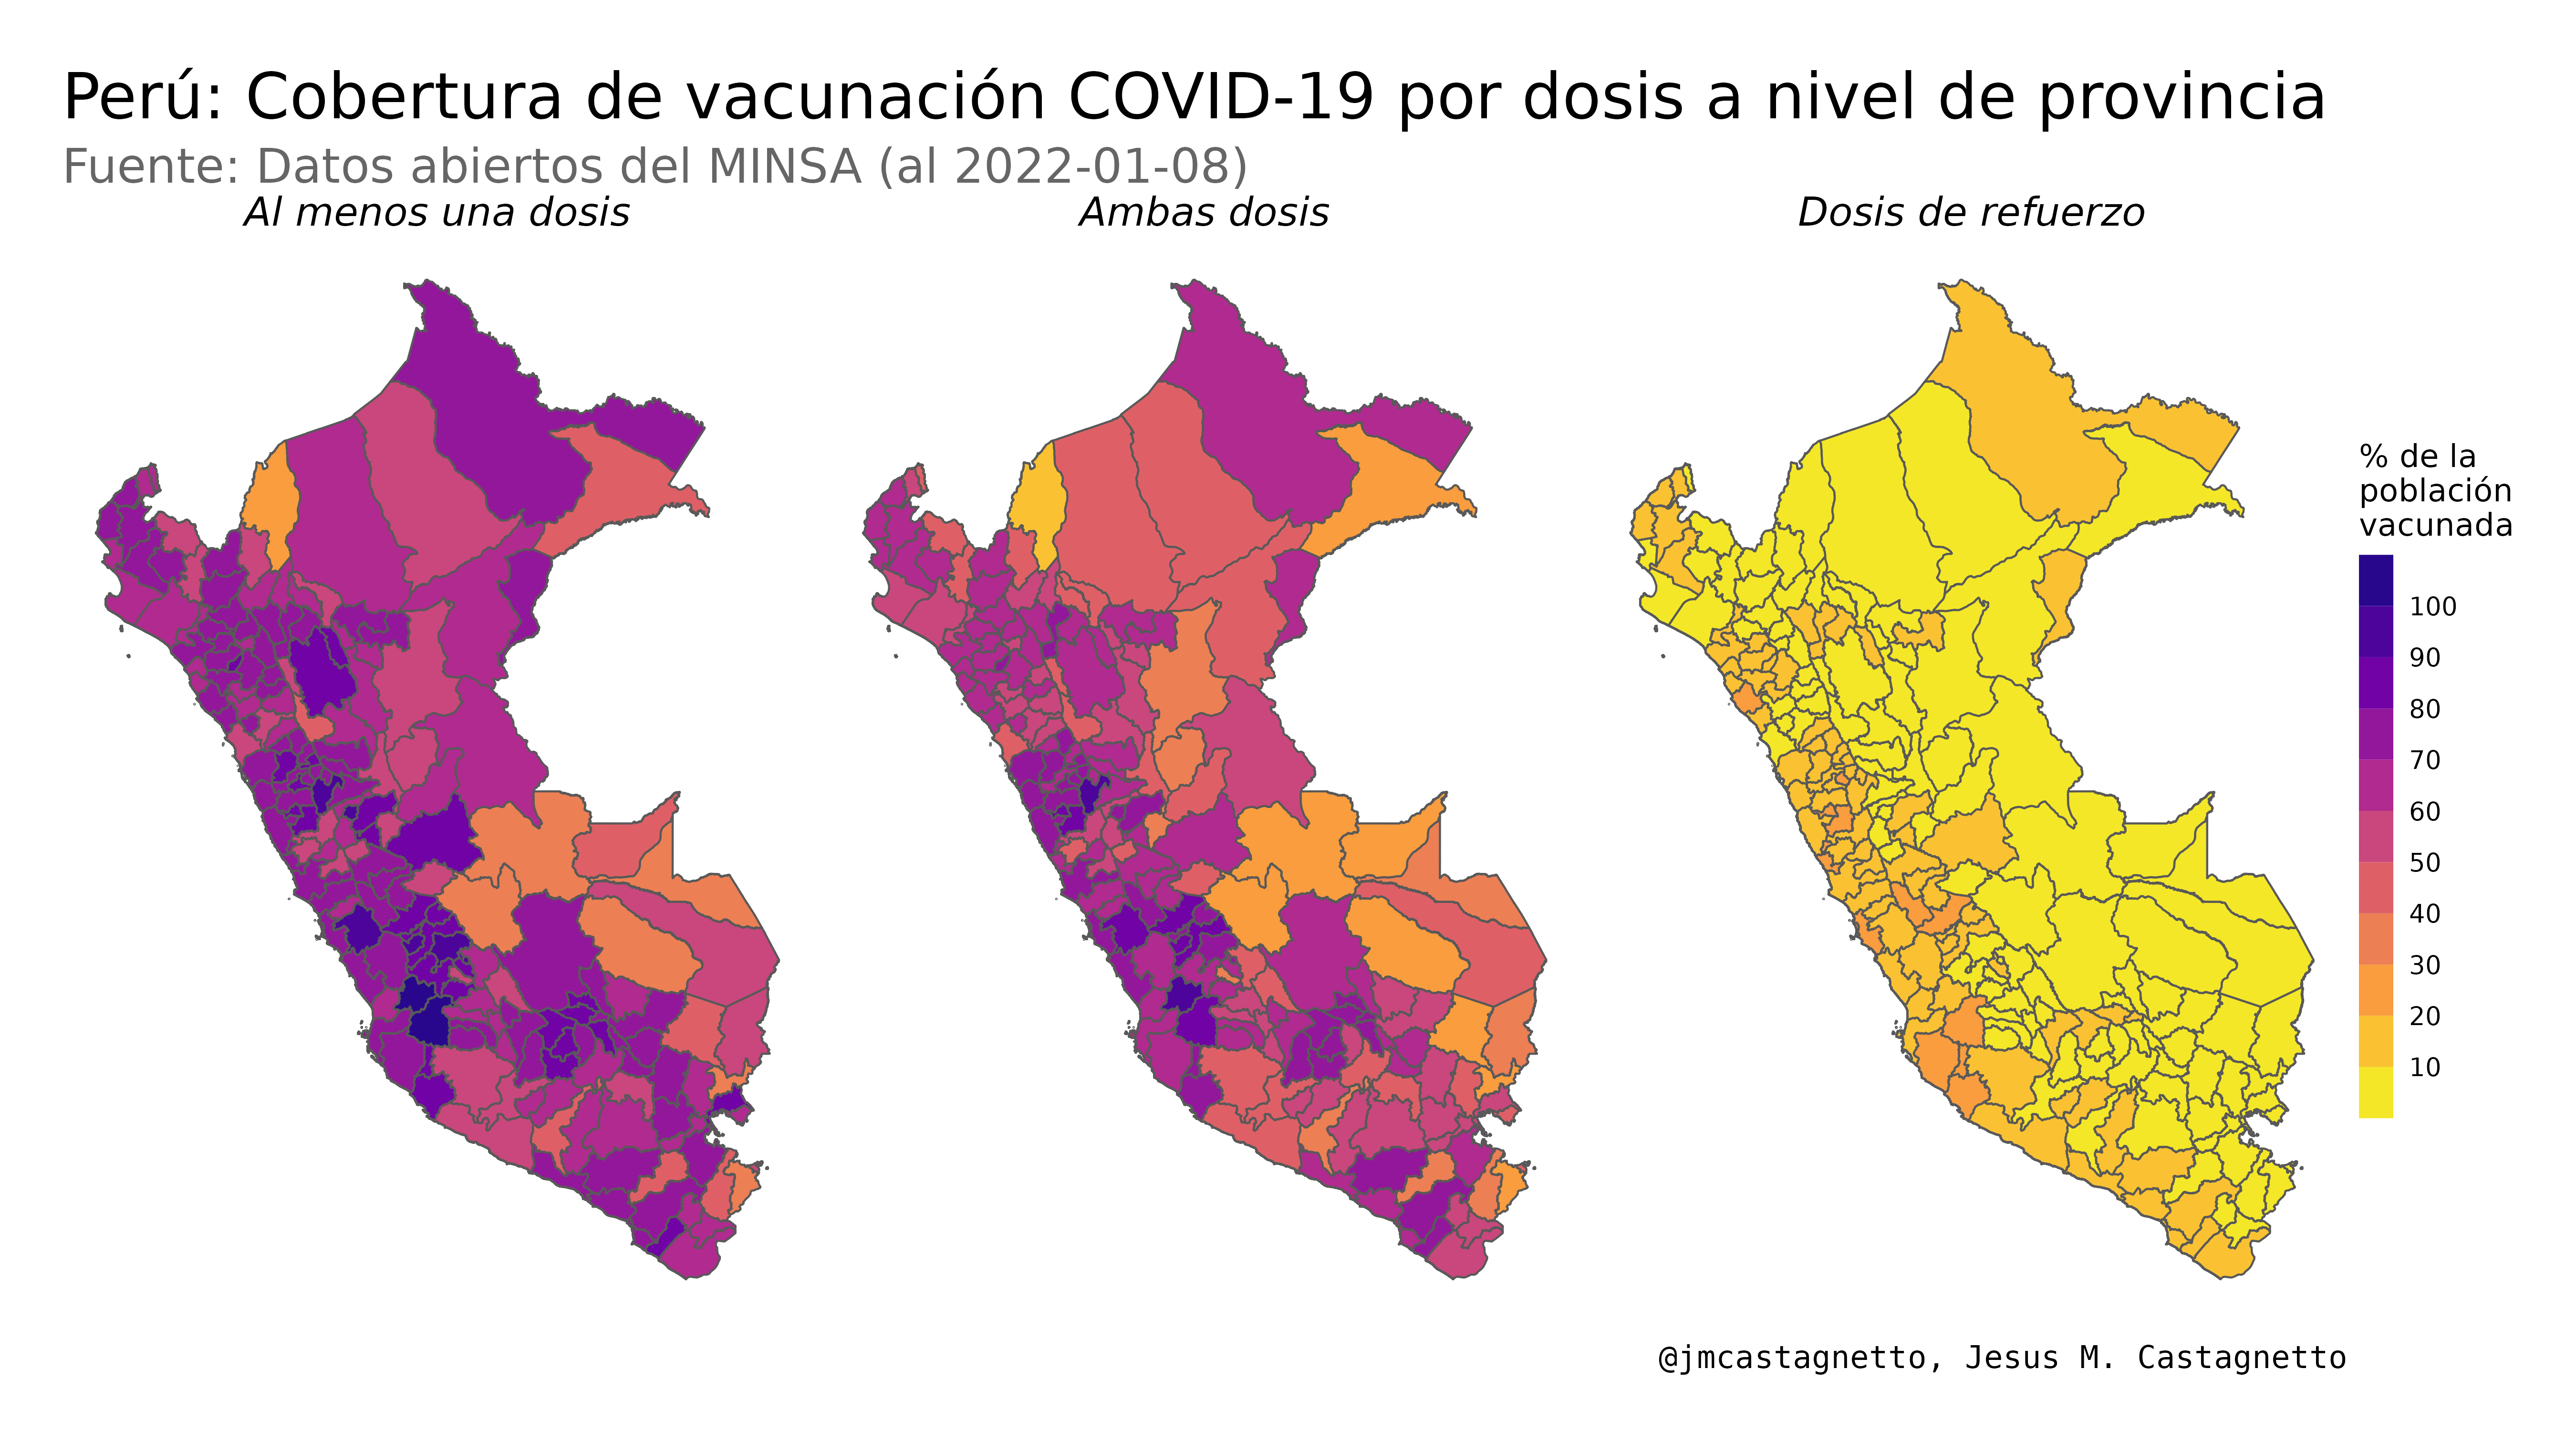 Perú: Cobertura de vacunación COVID-19 por dosis a nivel de provincia
Fuente: Datos abiertos del MINSA (al 2022-01-08)
Al menos una dosis
Ambas dosis
Dosis de refuerzo
% de la
población
vacunada
100
90
80
70
60
50
40
30
20
10
@jmcastagnetto, Jesus M. Castagnetto